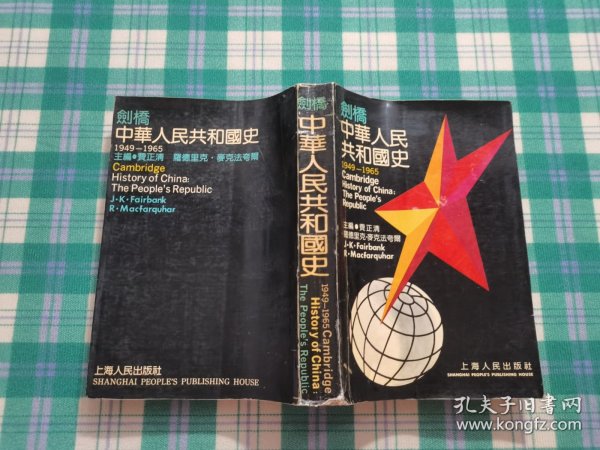 劍橋
中華人民共和國史
1949—1965
主編●費正清 羅德里克·麥克法夸爾
Cambridge
History of China:
The People's Republic
J·K·Fairbank
R·Macfarquhar
上海人民出版社
SHANGHAI PEOPLE'S PUBLISHING HOUSE
劍橋
中華人民共和國史
1949—1965 Cambridge
History of China:
The People's Republic
劍橋
中華人民
共和國史
1949—1965
Cambridge
History of China:
The People's
Republic
主編●費正清
羅德里克·麥克法夸爾
J·K·Fairbank
R·Macfarquhar
上海人民出版社
SHANGHAI PEOPLE'S PUBLISHING HOUSE
孔夫子旧书网
www.kongfz.com